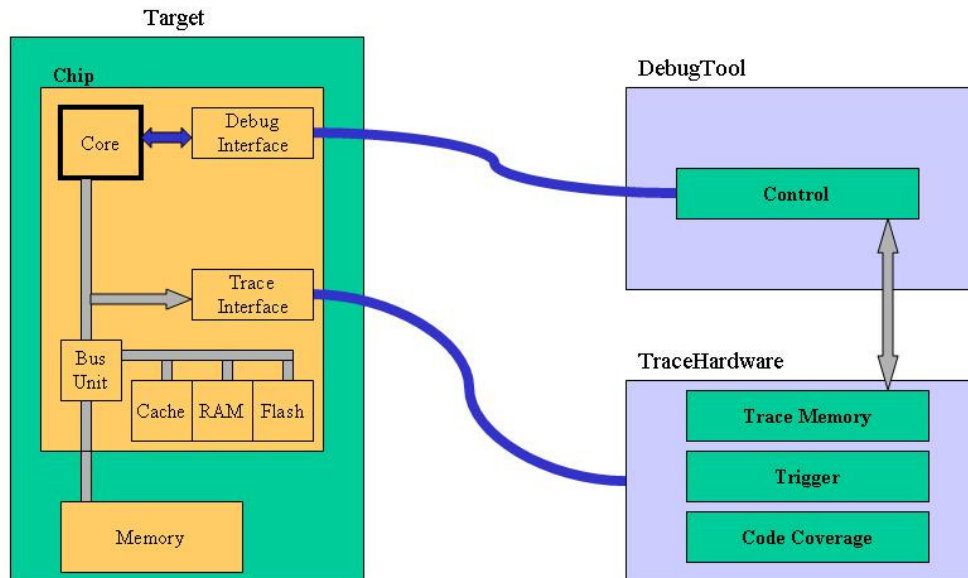 Target
Chip
Core
Debug
Interface
Trace
Interface
Bus
Unit
Cache
RAM
Flash
Memory
DebugTool
Control
TraceHardware
Trace Memory
Trigger
Code Coverage